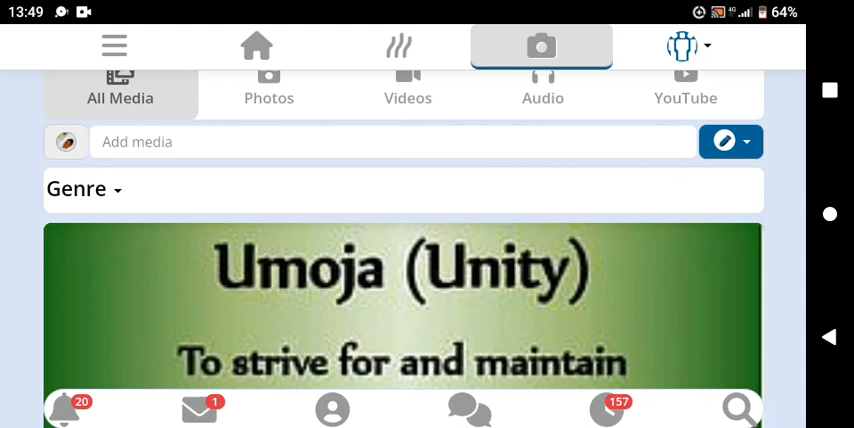 13:49
4G
64%
All Media
Photos
Videos
Audio
YouTube
Add media
Genre
Umoja (Unity)
To strive for and maintain
20
1
157